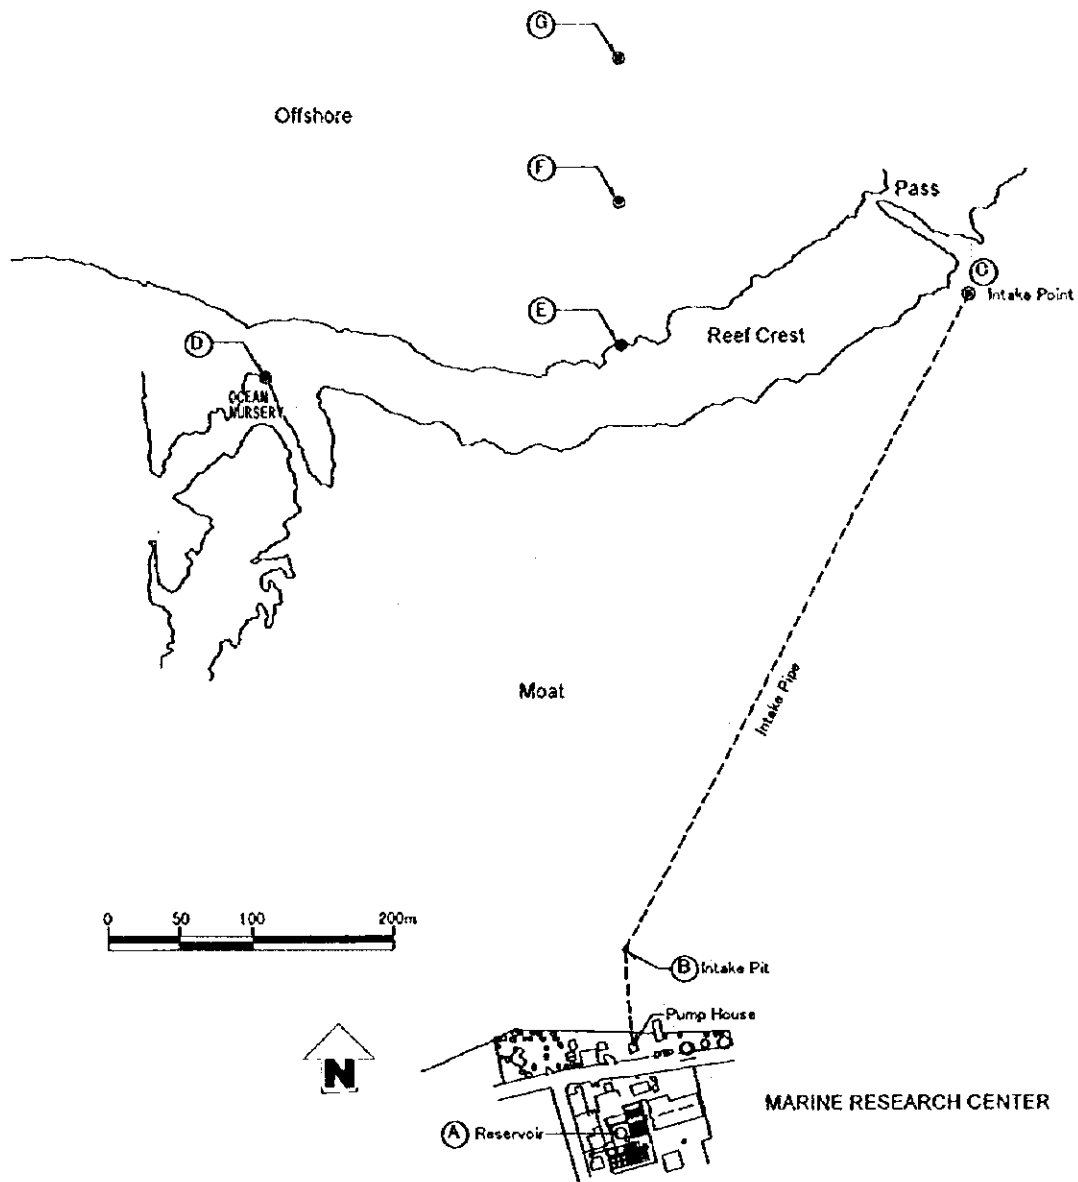 G
Offshore
F
Pass
C
Intake Point
E
Reef Crest
D
OCEAN
NURSERY
Intake Pipe
Moat
0 50 100 200m
B Intake Pit
Pump House
N
MARINE RESEARCH CENTER
A Reservoir